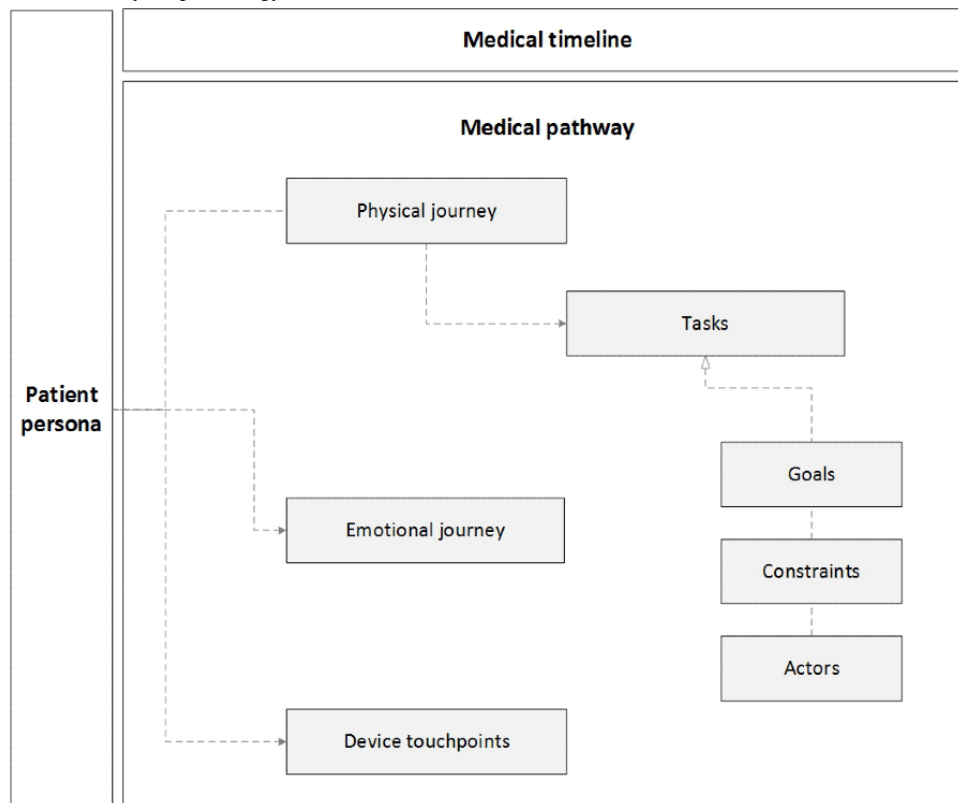 Medical timeline
Medical pathway
Physical journey
Tasks
Patient
persona
Goals
Emotional journey
Constraints
Actors
Device touchpoints